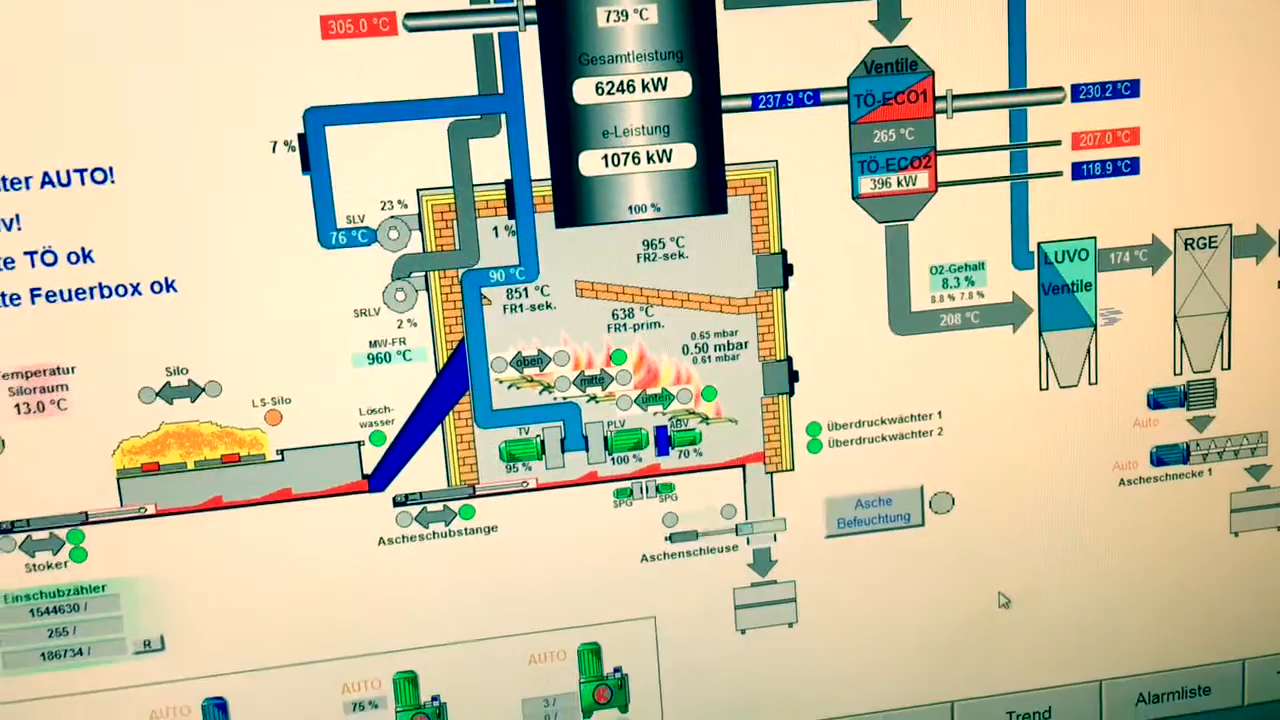 305.0 °C
739 °C
Gesamtleistung
6246 kW
e-Leistung
1076 kW
100 %
237.9 °C
Ventile
TÖ-ECO1
265 °C
TÖ-ECO2
396 kW
230.2 °C
207.0 °C
118.9 °C
7 %
AUTO!
TÖ ok
Feuerbox ok
SLV
23 %
76 °C
1 %
90 °C
SRLV
2 %
MW-FR
960 °C
965 °C
FR2-sek.
851 °C
FR1-sek.
638 °C
FR1-prim.
0.65 mbar
0.50 mbar
0.61 mbar
oben
mitte
unten
TV
95 %
PLV
100 %
ABV
70 %
SPG
SPG
O2-Gehalt
8.3 %
8.8 % 7.8 %
208 °C
LUVO
Ventile
174 °C
RGE
Auto
Auto
Ascheschnecke 1
Überdruckwächter 1
Überdruckwächter 2
Asche
Befeuchtung
Temperatur
Siloraum
13.0 °C
Silo
LS-Silo
Lösch-
wasser
Stoker
Ascheschubstange
Aschenschleuse
Einschubzähler
1544630 /
255 /
186734 /
R
AUTO
AUTO
75 %
AUTO
3 /
0 /
K
Trend
Alarmliste